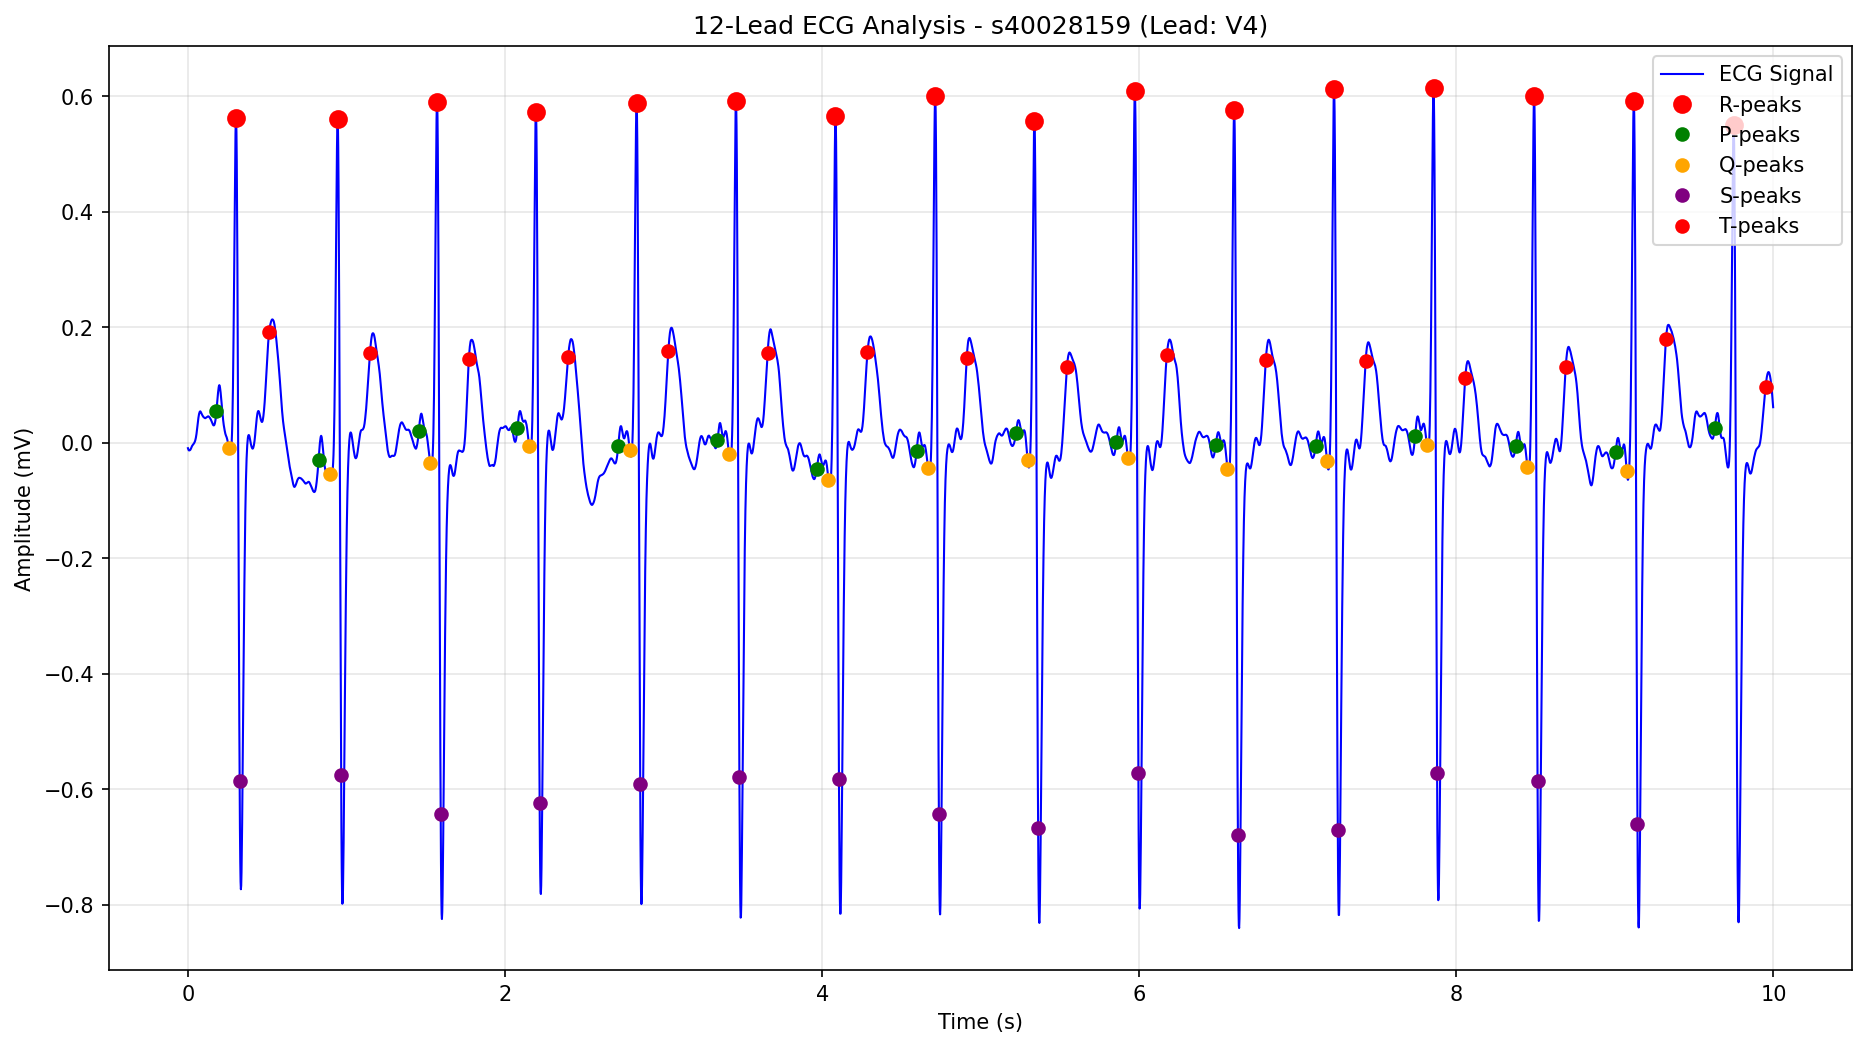 12-Lead ECG Analysis - s40028159 (Lead: V4)
ECG Signal
R-peaks
P-peaks
Q-peaks
S-peaks
T-peaks
Amplitude (mV)
0.6
0.4
0.2
0.0
−0.2
−0.4
−0.6
−0.8
0 2 4 6 8 10
Time (s)